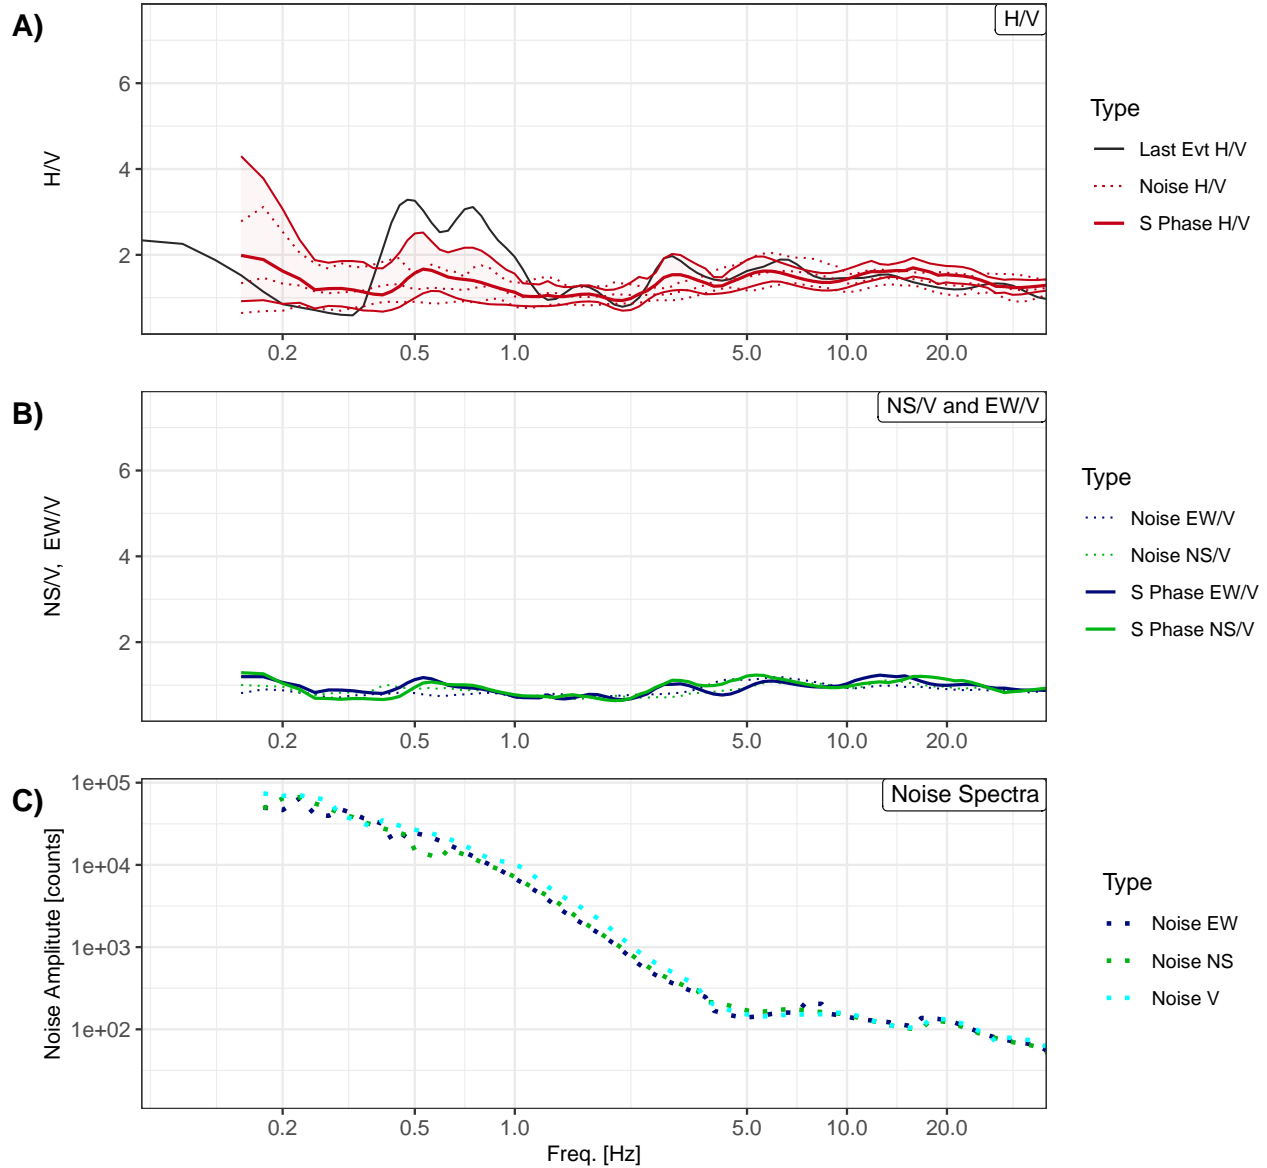 A)
H/V
6
4
2
H/V
0.2 0.5 1.0 5.0 10.0 20.0
Type
Last Evt H/V
Noise H/V
S Phase H/V
B)
NS/V and EW/V
6
4
2
NS/V,  EW/V
0.2 0.5 1.0 5.0 10.0 20.0
Type
Noise EW/V
Noise NS/V
S Phase EW/V
S Phase NS/V
C)
Noise Spectra
1e+05
1e+04
1e+03
1e+02
Noise Amplitute [counts]
0.2 0.5 1.0 5.0 10.0 20.0
Freq. [Hz]
Type
Noise EW
Noise NS
Noise V